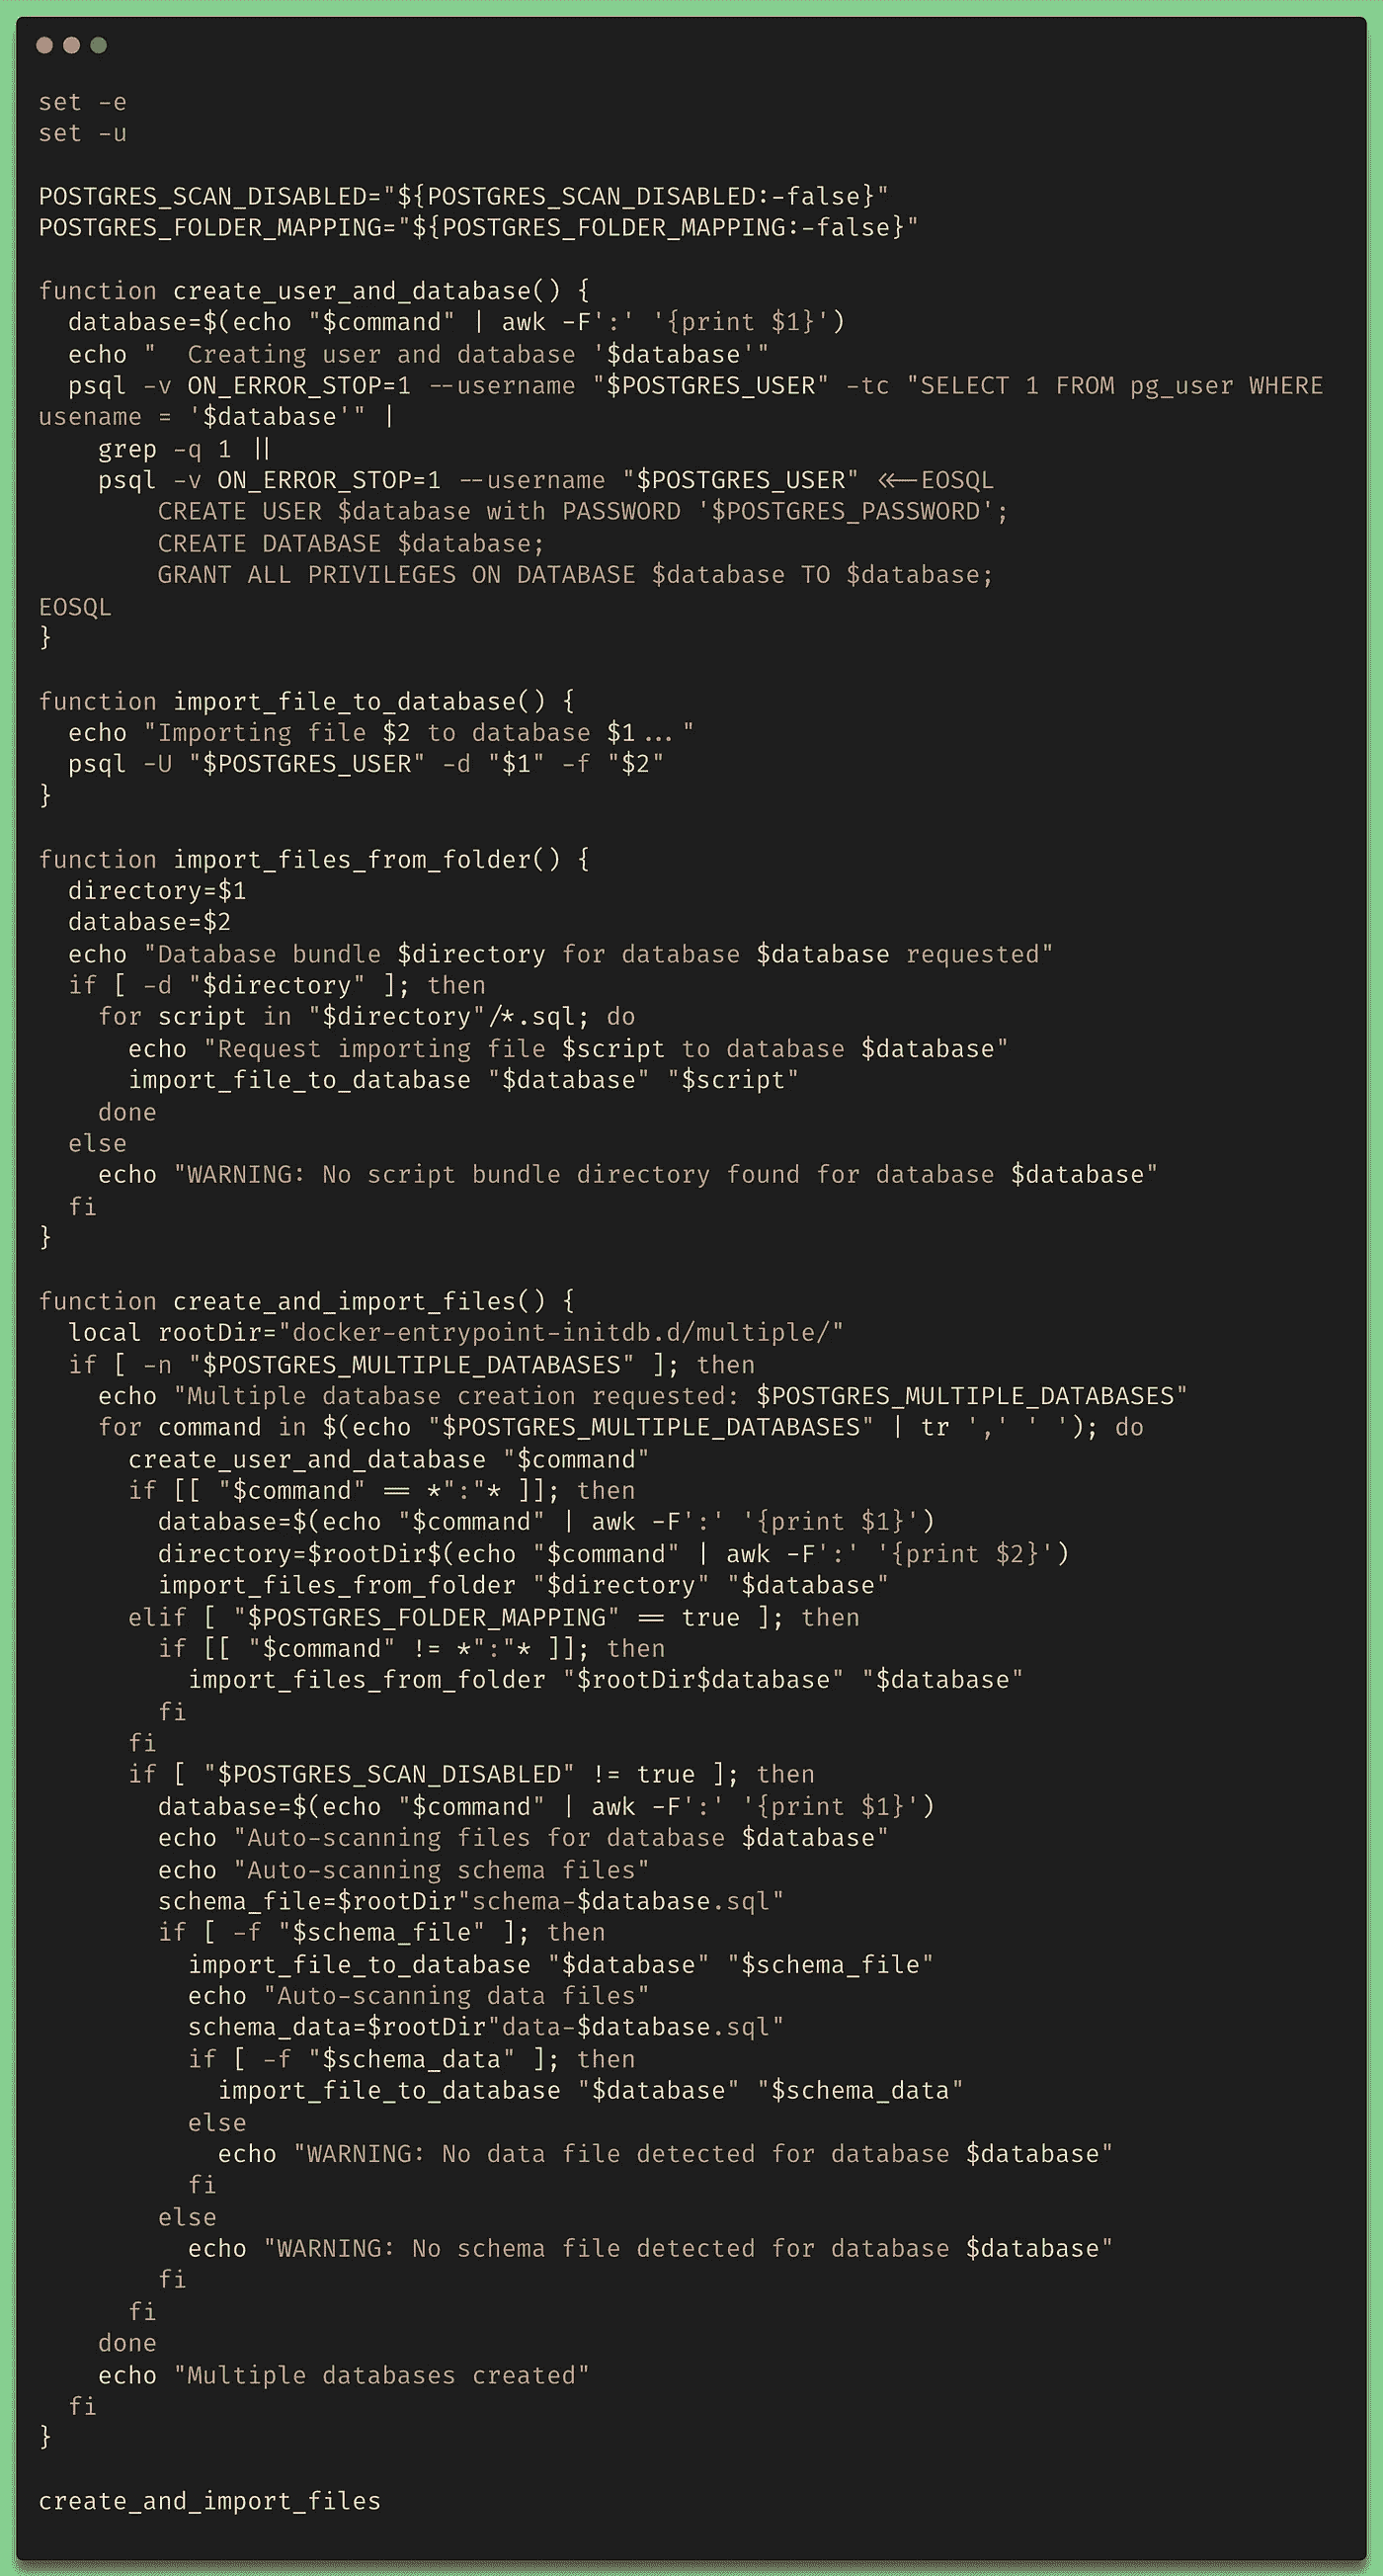 set -e
set -u

POSTGRES_SCAN_DISABLED="${POSTGRES_SCAN_DISABLED:-false}"
POSTGRES_FOLDER_MAPPING="${POSTGRES_FOLDER_MAPPING:-false}"

function create_user_and_database() {
  database=$(echo "$command" | awk -F':' '{print $1}')
  echo "  Creating user and database '$database'"
  psql -v ON_ERROR_STOP=1 --username "$POSTGRES_USER" -tc "SELECT 1 FROM pg_user WHERE
usename = '$database'" |
    grep -q 1 ||
    psql -v ON_ERROR_STOP=1 --username "$POSTGRES_USER" <<-EOSQL
        CREATE USER $database with PASSWORD '$POSTGRES_PASSWORD';
        CREATE DATABASE $database;
        GRANT ALL PRIVILEGES ON DATABASE $database TO $database;
EOSQL
}

function import_file_to_database() {
  echo "Importing file $2 to database $1..."
  psql -U "$POSTGRES_USER" -d "$1" -f "$2"
}

function import_files_from_folder() {
  directory=$1
  database=$2
  echo "Database bundle $directory for database $database requested"
  if [ -d "$directory" ]; then
    for script in "$directory"/*.sql; do
      echo "Request importing file $script to database $database"
      import_file_to_database "$database" "$script"
    done
  else
    echo "WARNING: No script bundle directory found for database $database"
  fi
}

function create_and_import_files() {
  local rootDir="docker-entrypoint-initdb.d/multiple/"
  if [ -n "$POSTGRES_MULTIPLE_DATABASES" ]; then
    echo "Multiple database creation requested: $POSTGRES_MULTIPLE_DATABASES"
    for command in $(echo "$POSTGRES_MULTIPLE_DATABASES" | tr ',' ' '); do
      create_user_and_database "$command"
      if [[ "$command" == *":"* ]]; then
        database=$(echo "$command" | awk -F':' '{print $1}')
        directory=$rootDir$(echo "$command" | awk -F':' '{print $2}')
        import_files_from_folder "$directory" "$database"
      elif [ "$POSTGRES_FOLDER_MAPPING" == true ]; then
        if [[ "$command" != *":"* ]]; then
          import_files_from_folder "$rootDir$database" "$database"
        fi
      fi
      if [ "$POSTGRES_SCAN_DISABLED" != true ]; then
        database=$(echo "$command" | awk -F':' '{print $1}')
        echo "Auto-scanning files for database $database"
        echo "Auto-scanning schema files"
        schema_file=$rootDir"schema-$database.sql"
        if [ -f "$schema_file" ]; then
          import_file_to_database "$database" "$schema_file"
          echo "Auto-scanning data files"
          schema_data=$rootDir"data-$database.sql"
          if [ -f "$schema_data" ]; then
            import_file_to_database "$database" "$schema_data"
          else
            echo "WARNING: No data file detected for database $database"
          fi
        else
          echo "WARNING: No schema file detected for database $database"
        fi
      fi
    done
    echo "Multiple databases created"
  fi
}

create_and_import_files